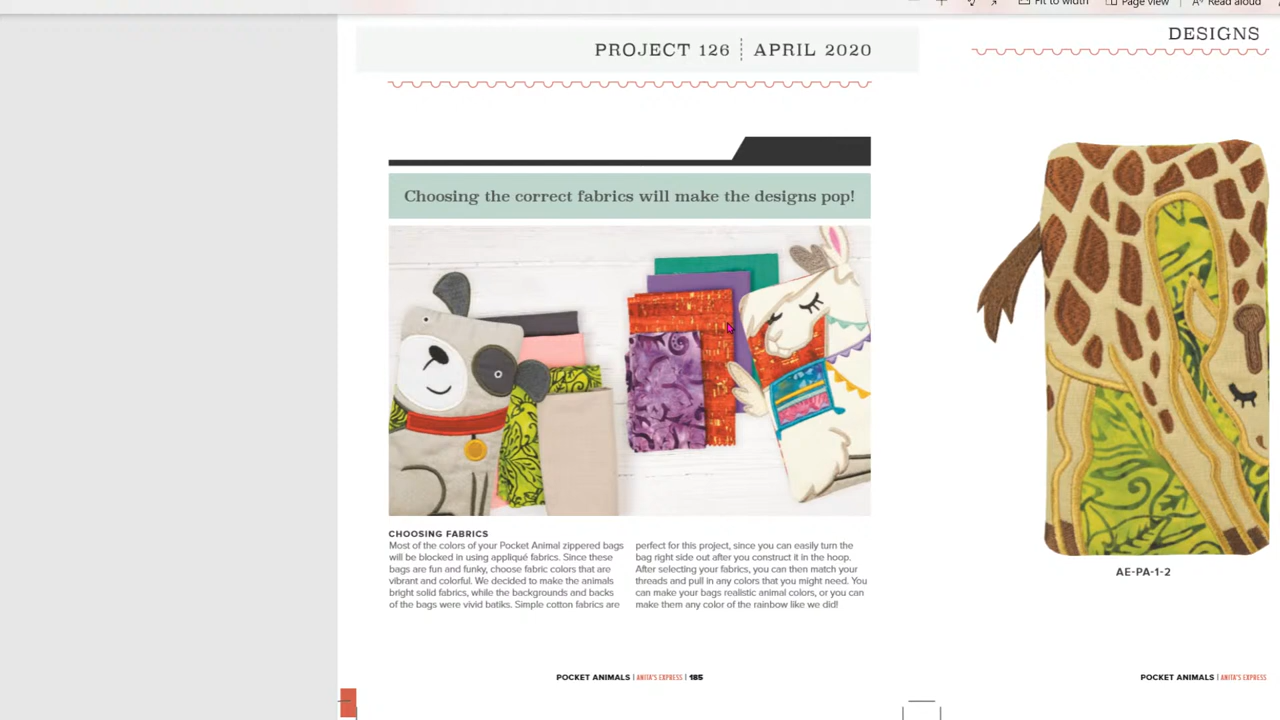 Fit to width
Page view
Read aloud
PROJECT 126 APRIL 2020
DESIGNS
Choosing the correct fabrics will make the designs pop!
CHOOSING FABRICS
Most of the colors of your Pocket Animal zippered bags
will be blocked in using appliqué fabrics. Since these
bags are fun and funky, choose fabric colors that are
vibrant and colorful. We decided to make the animals
bright solid fabrics, while the backgrounds and backs
of the bags were vivid batiks. Simple cotton fabrics are
perfect for this project, since you can easily turn the
bag right side out after you construct it in the hoop.
After selecting your fabrics, you can then match your
threads and pull in any colors that you might need. You
can make your bags realistic animal colors, or you can
make them any color of the rainbow like we did!
AE-PA-1-2
POCKET ANIMALS | ANITA'S EXPRESS | 185
POCKET ANIMALS | ANITA'S EXPRESS